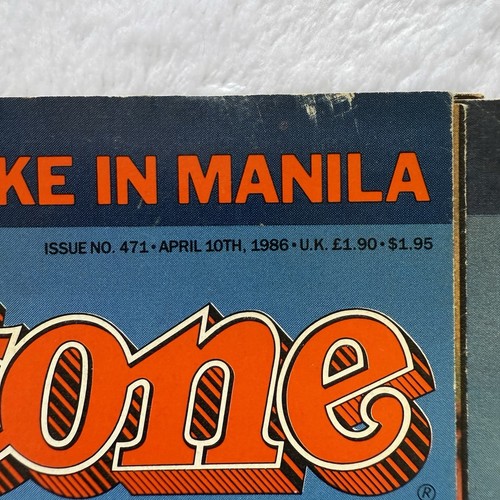 KE IN MANILA
ISSUE NO. 471 • APRIL 10TH, 1986 • U.K. £1.90 • $1.95
tone
®